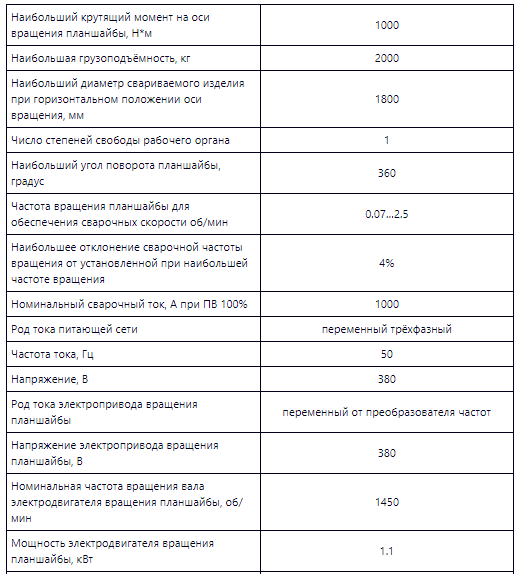 Наибольший крутящий момент на оси
вращения планшайбы, Н*м
1000
Наибольшая грузоподъёмность, кг
2000
Наибольший диаметр свариваемого изделия
при горизонтальном положении оси
вращения, мм
1800
Число степеней свободы рабочего органа
1
Наибольший угол поворота планшайбы,
градус
360
Частота вращения планшайбы для
обеспечения сварочных скорости об/мин
0.07...2.5
Наибольшее отклонение сварочной частоты
вращения от установленной при наибольшей
частоте вращения
4%
Номинальный сварочный ток, А при ПВ 100%
1000
Род тока питающей сети
переменный трёхфазный
Частота тока, Гц
50
Напряжение, В
380
Род тока электропривода вращения
планшайбы
переменный от преобразователя частот
Напряжение электропривода вращения
планшайбы, В
380
Номинальная частота вращения вала
электродвигателя вращения планшайбы, об/
мин
1450
Мощность электродвигателя вращения
планшайбы, кВт
1.1